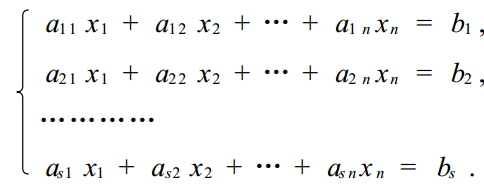 a₁₁ x₁ + a₁₂ x₂ + ⋯ + a₁ₙ xₙ = b₁ ,
a₂₁ x₁ + a₂₂ x₂ + ⋯ + a₂ₙ xₙ = b₂ ,
…………
aₛ₁ x₁ + aₛ₂ x₂ + ⋯ + aₛₙ xₙ = bₛ .